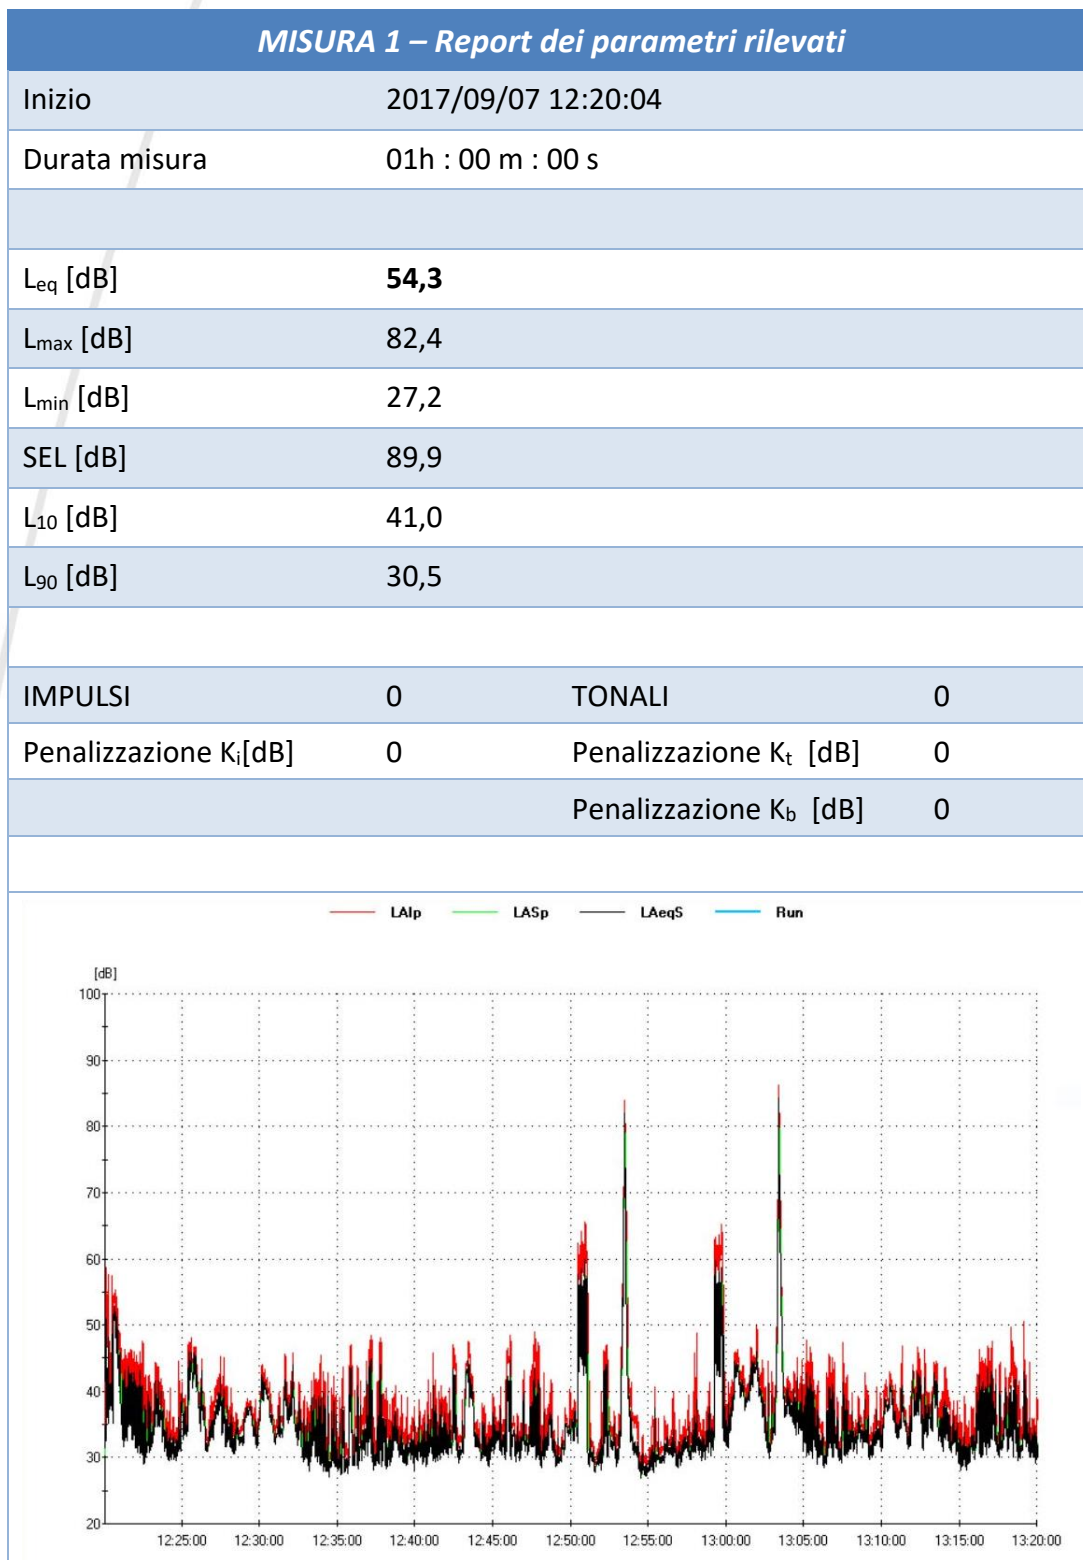 MISURA 1 – Report dei parametri rilevati
Inizio 2017/09/07 12:20:04
Durata misura 01h : 00 m : 00 s
Leq [dB] 54,3
Lmax [dB] 82,4
Lmin [dB] 27,2
SEL [dB] 89,9
L10 [dB] 41,0
L90 [dB] 30,5
IMPULSI 0 TONALI 0
Penalizzazione Ki[dB] 0 Penalizzazione Kt [dB] 0
Penalizzazione Kb [dB] 0
LAIp LASp LAeqS Run
[dB]
100
90
80
70
60
50
40
30
20
12:25:00 12:30:00 12:35:00 12:40:00 12:45:00 12:50:00 12:55:00 13:00:00 13:05:00 13:10:00 13:15:00 13:20:00